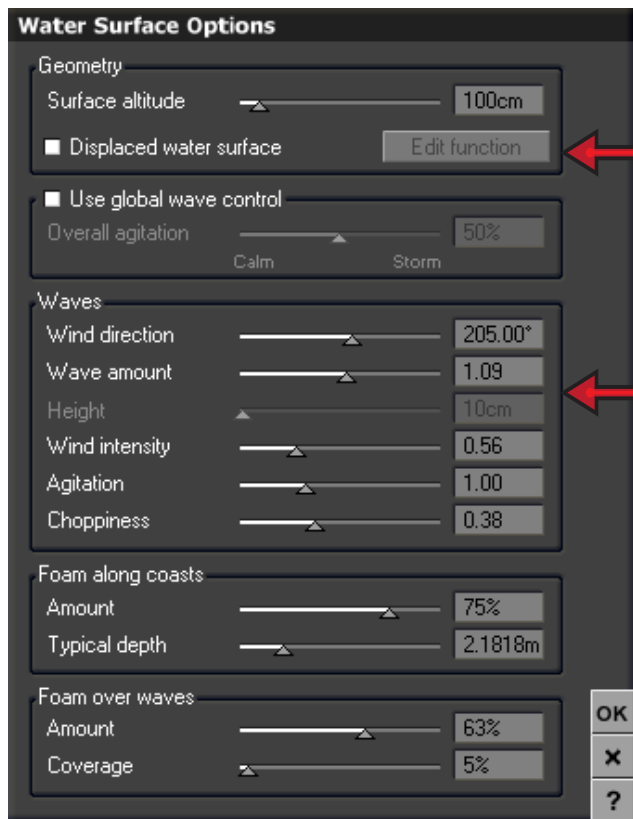 Water Surface Options
Geometry
Surface altitude 100cm
Displaced water surface Edit function
Use global wave control
Overall agitation 50%
Calm Storm
Waves
Wind direction 205.00°
Wave amount 1.09
Height 10cm
Wind intensity 0.56
Agitation 1.00
Choppiness 0.38
Foam along coasts
Amount 75%
Typical depth 2.1818m
Foam over waves
Amount 63%
Coverage 5%
OK
×
?